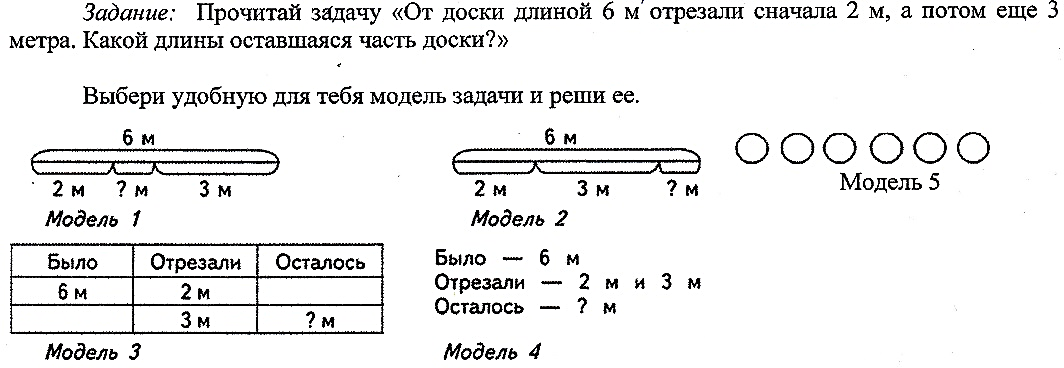 Задание: Прочитай задачу «От доски длиной 6 м отрезали сначала 2 м, а потом еще 3
метра. Какой длины оставшаяся часть доски?»
Выбери удобную для тебя модель задачи и реши ее.
6 м
2 м ? м 3 м
Модель 1
6 м
2 м 3 м ? м
Модель 2
Модель 5
Было Отрезали Осталось
6 м 2 м
3 м ? м
Модель 3
Было — 6 м
Отрезали — 2 м и 3 м
Осталось — ? м
Модель 4